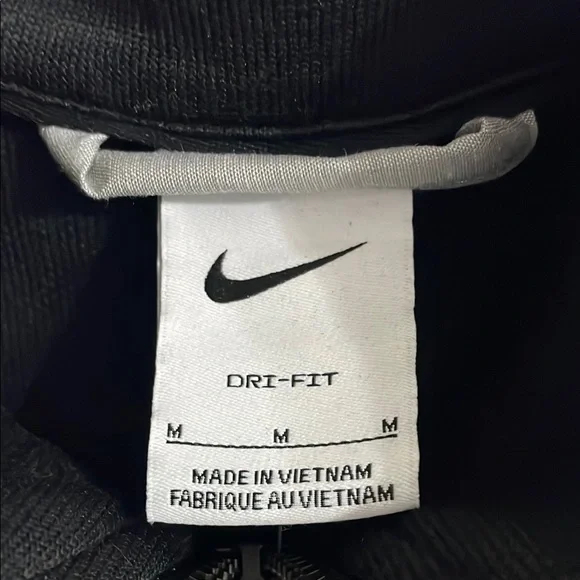 DRI-FIT
M M M
MADE IN VIETNAM
FABRIQUE AU VIETNAM